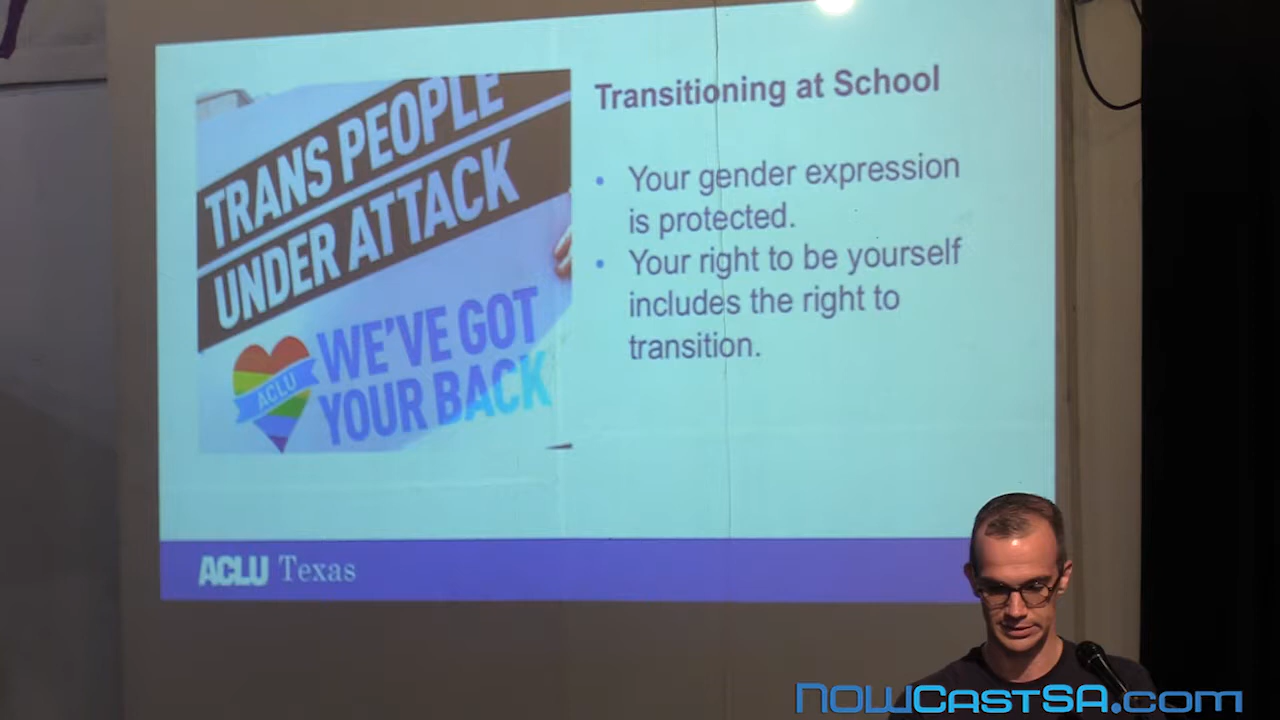 TRANS PEOPLE
UNDER ATTACK
ACLU
WE'VE GOT
YOUR BACK
Transitioning at School
• Your gender expression
is protected.
• Your right to be yourself
includes the right to
transition.
ACLU Texas
NOWCastSA.com